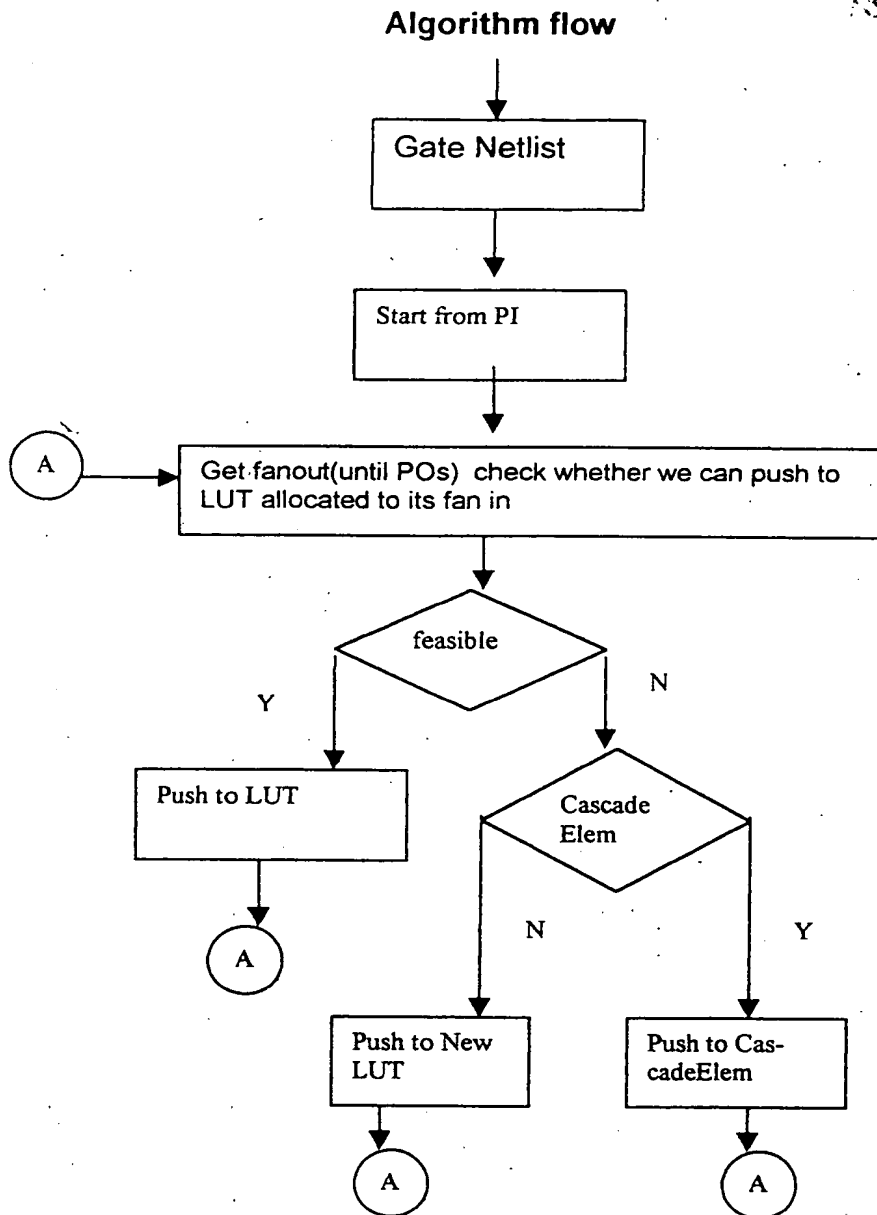 Algorithm flow
Gate Netlist
Start from PI
A
Get fanout(until POs) check whether we can push to
LUT allocated to its fan in
feasible
Y
N
Push to LUT
Cascade
Elem
A
N
Y
Push to New
LUT
Push to Cas-
cadeElem
A
A